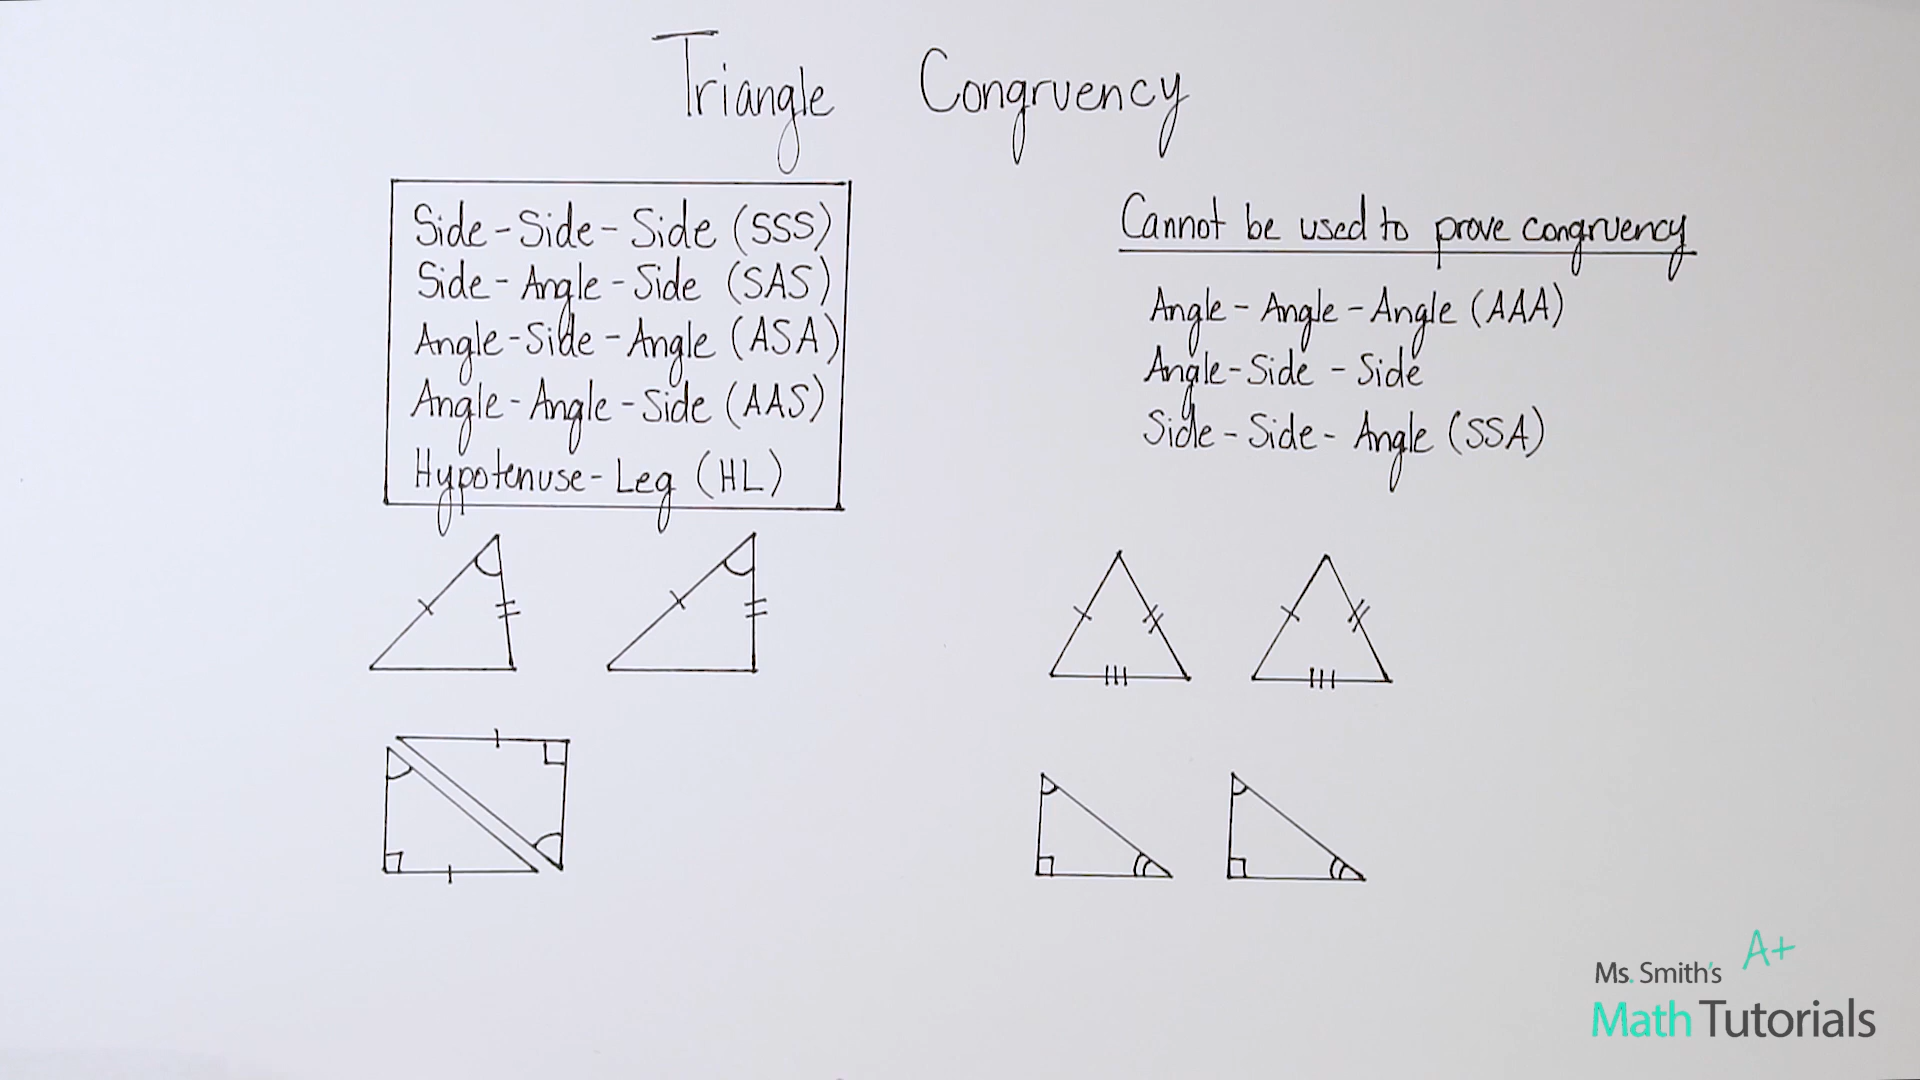 Triangle Congruency
Side-Side-Side (SSS)
Side-Angle-Side (SAS)
Angle-Side-Angle (ASA)
Angle-Angle-Side (AAS)
Hypotenuse-Leg (HL)
Cannot be used to prove congruency
Angle-Angle-Angle (AAA)
Angle-Side-Side
Side-Side-Angle (SSA)
A+
Ms. Smith's
Math Tutorials